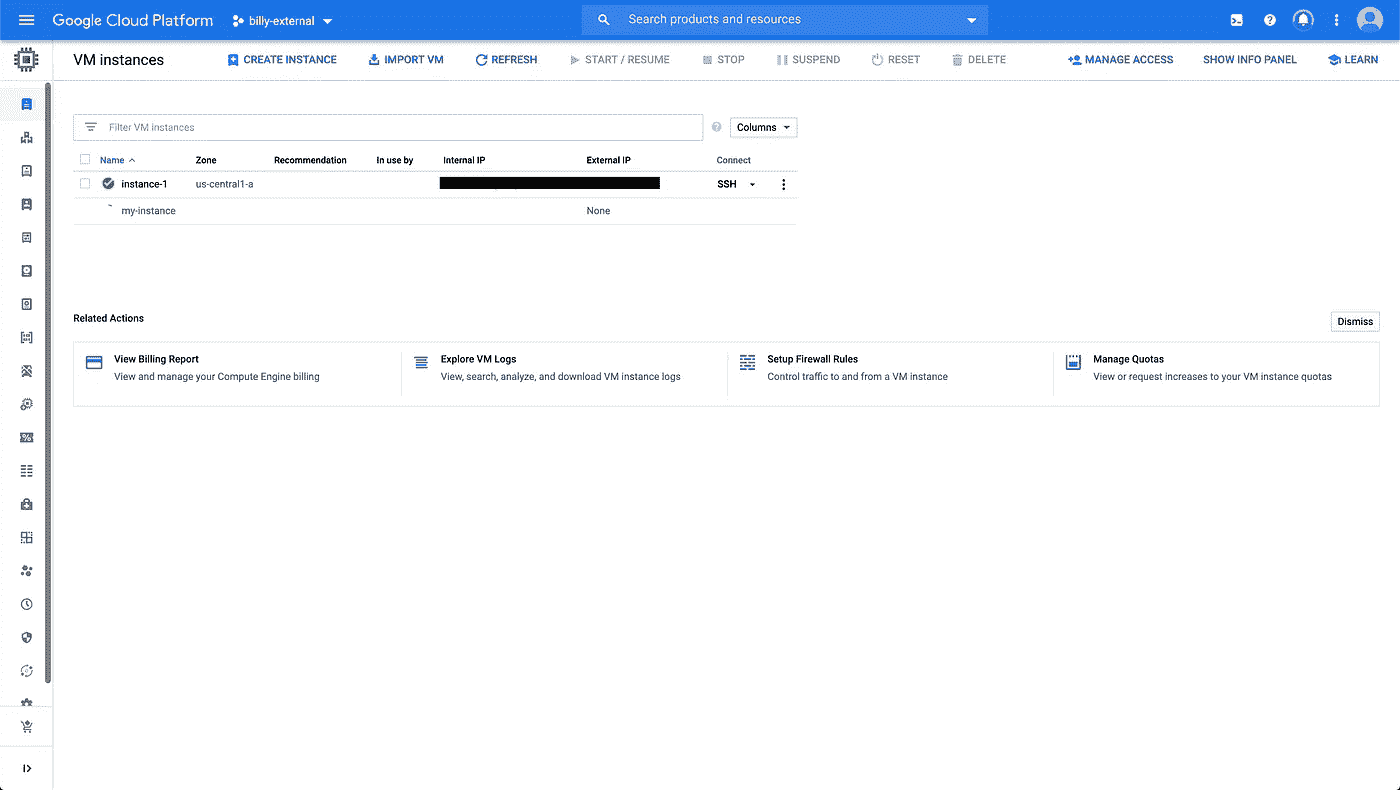 Google Cloud Platform billy-external Search products and resources
VM instances CREATE INSTANCE IMPORT VM REFRESH START / RESUME STOP SUSPEND RESET DELETE MANAGE ACCESS SHOW INFO PANEL LEARN
Filter VM instances Columns
Name Zone Recommendation In use by Internal IP External IP Connect
instance-1 us-central1-a SSH
my-instance None
Related Actions Dismiss
View Billing Report Explore VM Logs Setup Firewall Rules Manage Quotas
View and manage your Compute Engine billing View, search, analyze, and download VM instance logs Control traffic to and from a VM instance View or request increases to your VM instance quotas